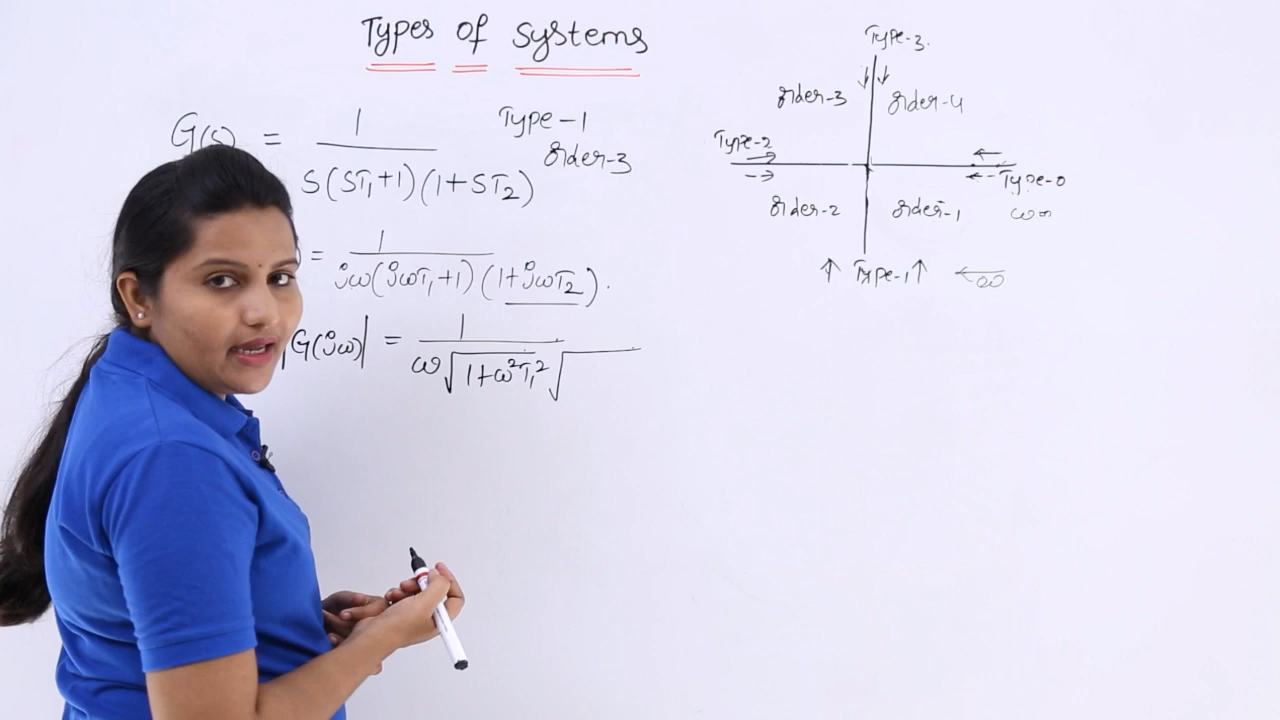 Types of Systems
G(s) = 1 / S(ST₁+1)(1+ST₂)
Type-1
Order-3
= 1 / jω(jωT₁+1)(1+jωT₂).
|G(jω)| = 1 / ω√(1+ω²T₁²) √
Type-3.
Order-3 Order-4
Type-2
Type-0
Order-2 Order-1 ω=
Type-1